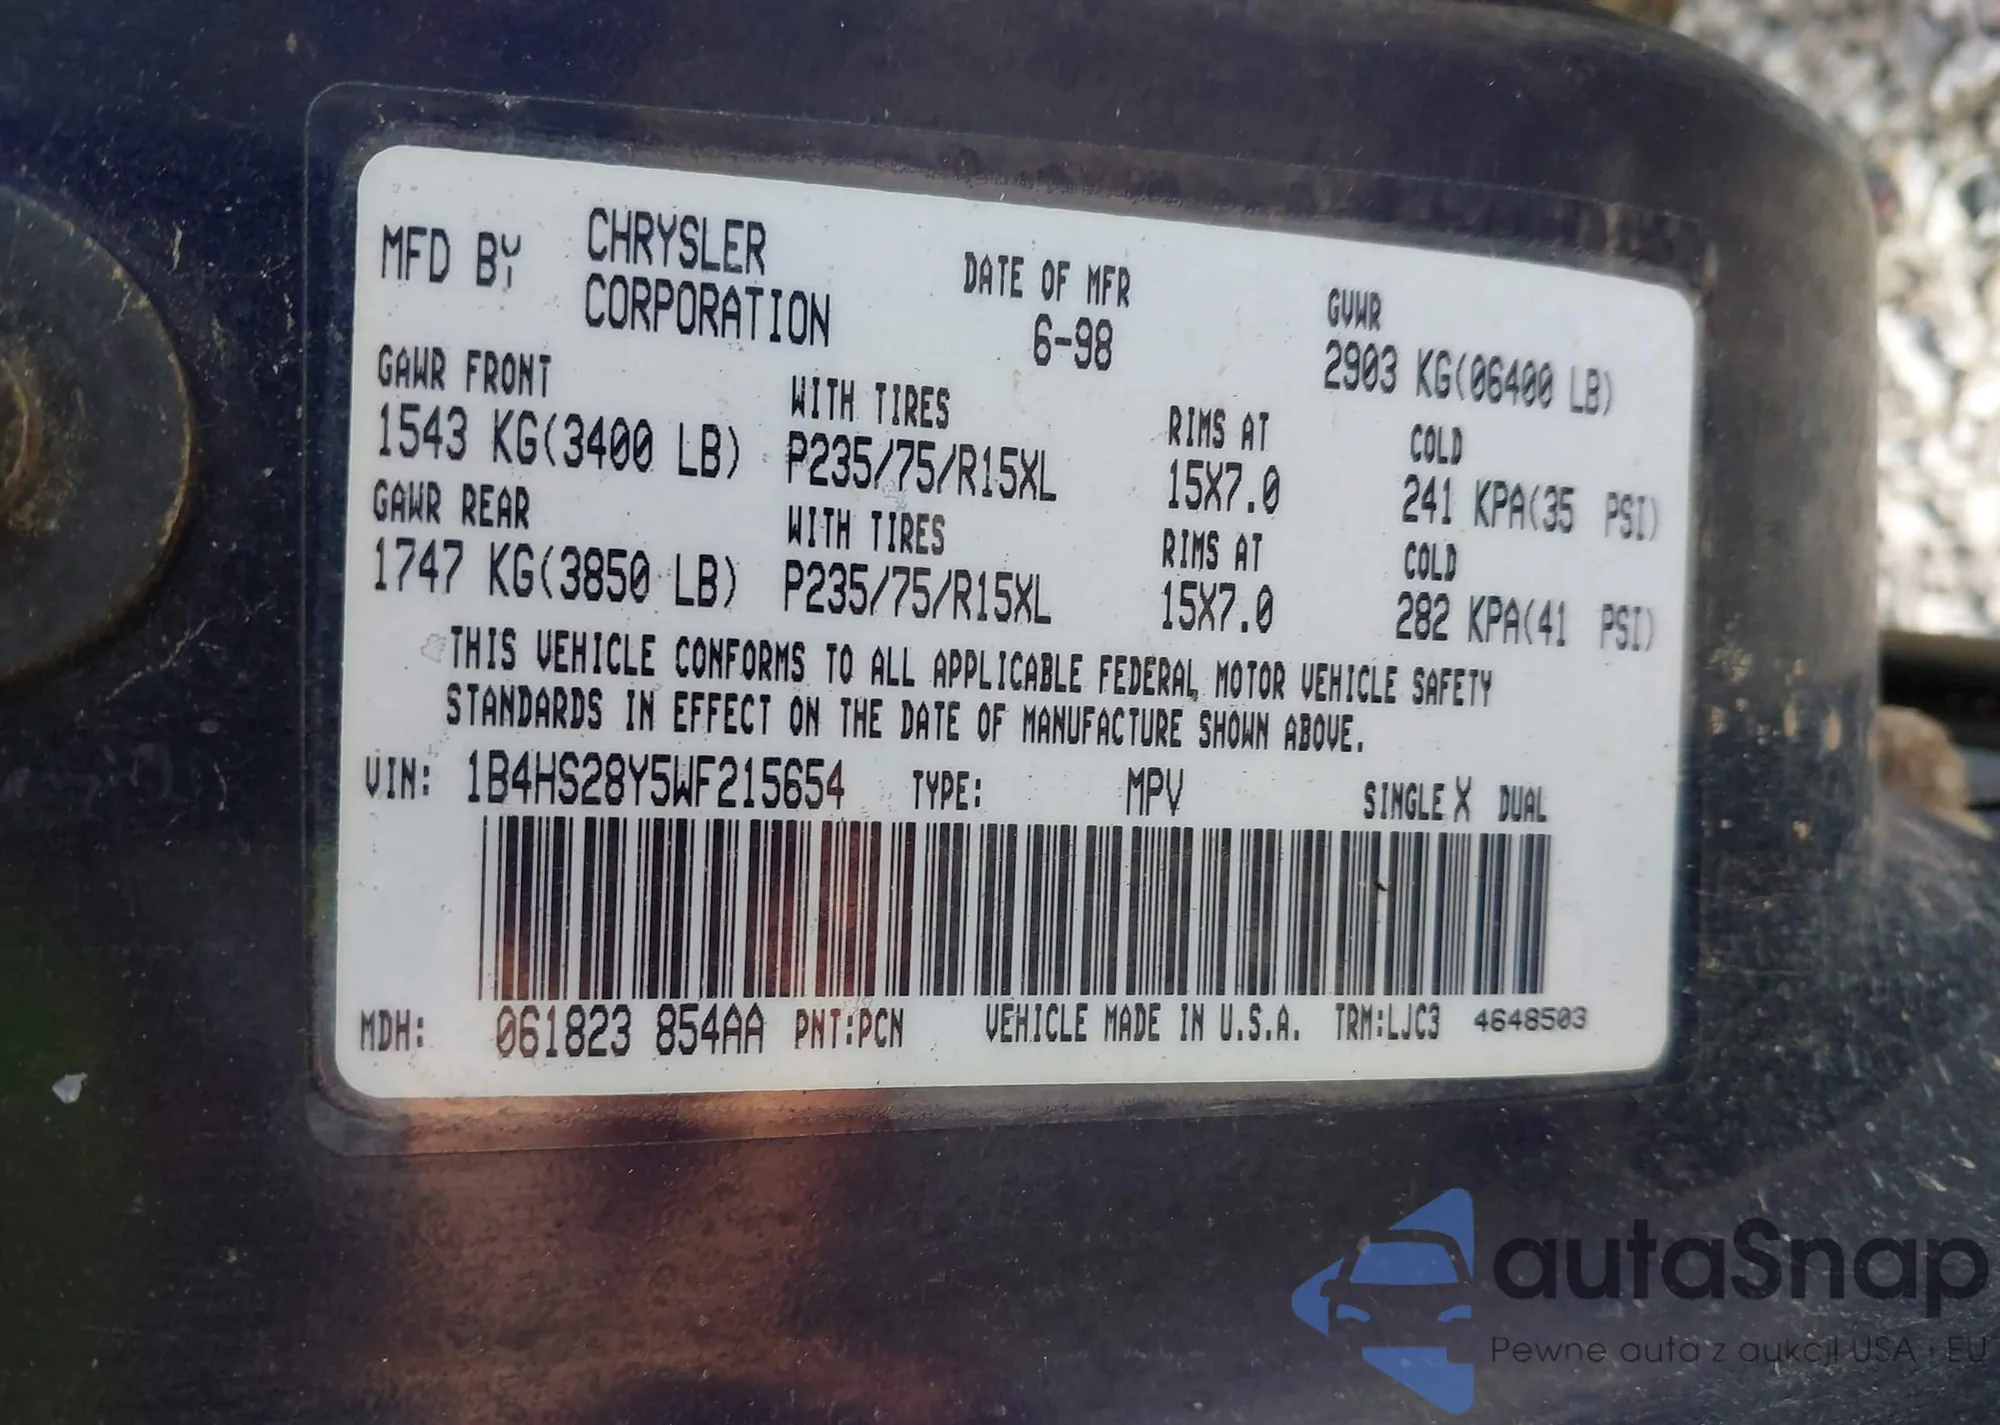 MFD BY CHRYSLER CORPORATION DATE OF MFR 6-98 GVWR 2903 KG(06400 LB)
GAWR FRONT WITH TIRES RIMS AT COLD
1543 KG(3400 LB) P235/75/R15XL 15X7.0 241 KPA(35 PSI)
GAWR REAR WITH TIRES RIMS AT COLD
1747 KG(3850 LB) P235/75/R15XL 15X7.0 282 KPA(41 PSI)
THIS VEHICLE CONFORMS TO ALL APPLICABLE FEDERAL MOTOR VEHICLE SAFETY
STANDARDS IN EFFECT ON THE DATE OF MANUFACTURE SHOWN ABOVE.
VIN: 1B4HS28Y5WF215654 TYPE: MPV SINGLE X DUAL
MDH: 061823 854AA PNT:PCN VEHICLE MADE IN U.S.A. TRM:LJC3 4648503
autaSnap
Pewne auta z aukcji USA i EU